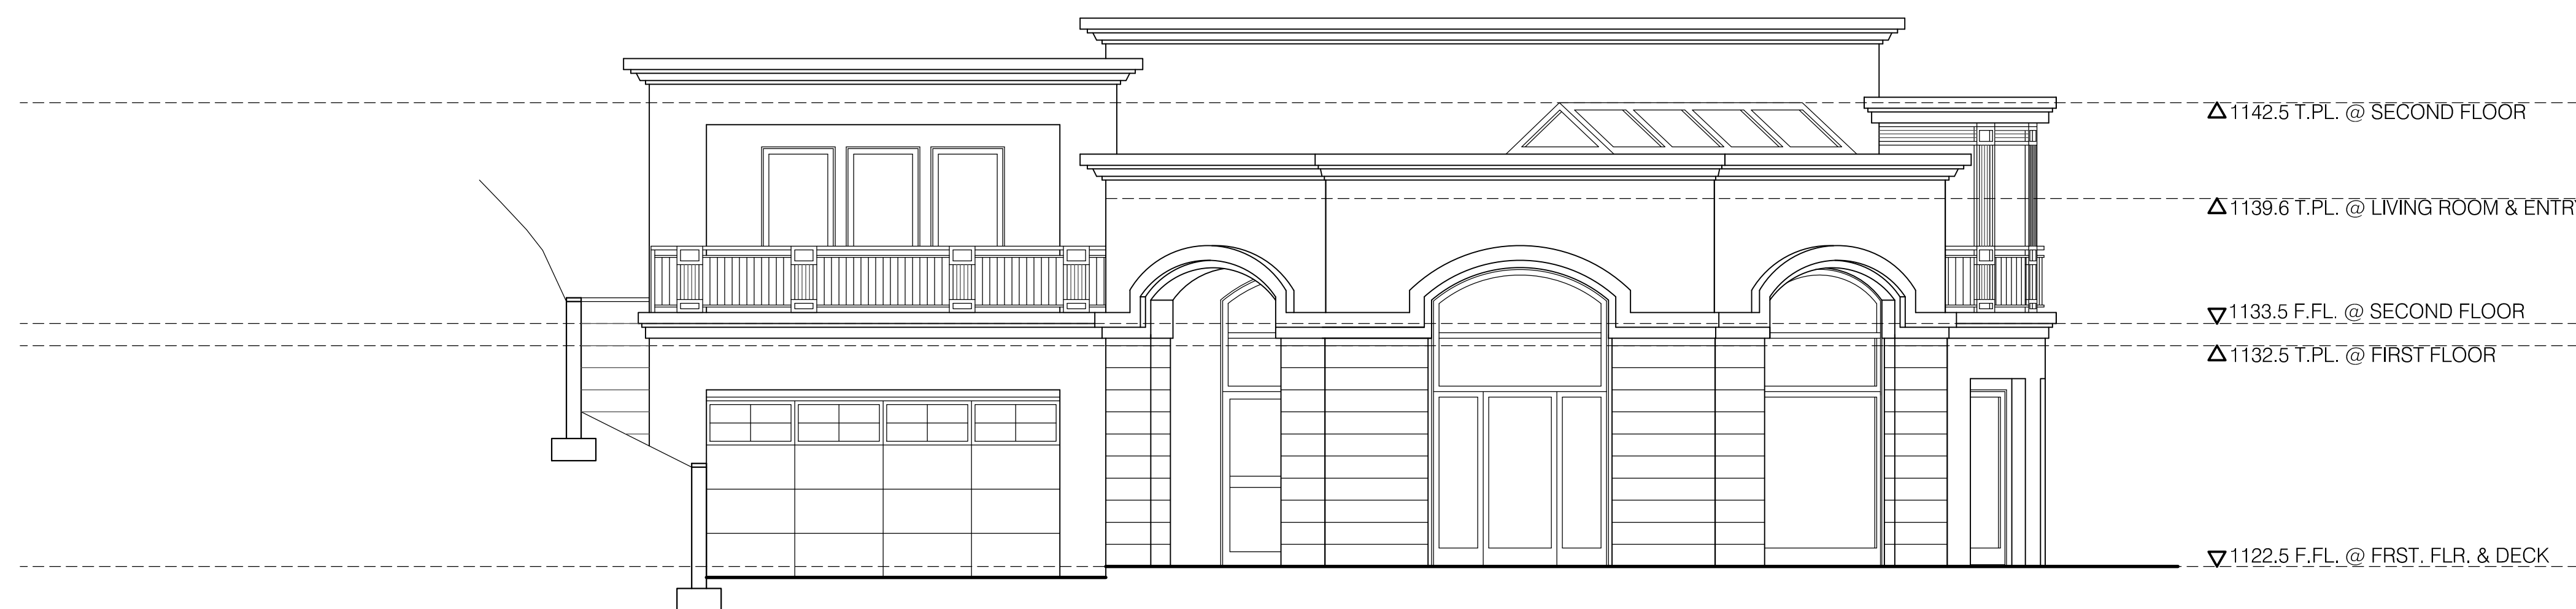 1142.5 T.PL. @ SECOND FLOOR
1139.6 T.PL. @ LIVING ROOM & ENTRY
1133.5 F.FL. @ SECOND FLOOR
1132.5 T.PL. @ FIRST FLOOR
1122.5 F.FL. @ FRST. FLR. & DECK